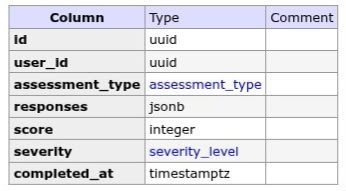 Column Type Comment
id uuid
user_id uuid
assessment_type assessment_type
responses jsonb
score integer
severity severity_level
completed_at timestamptz